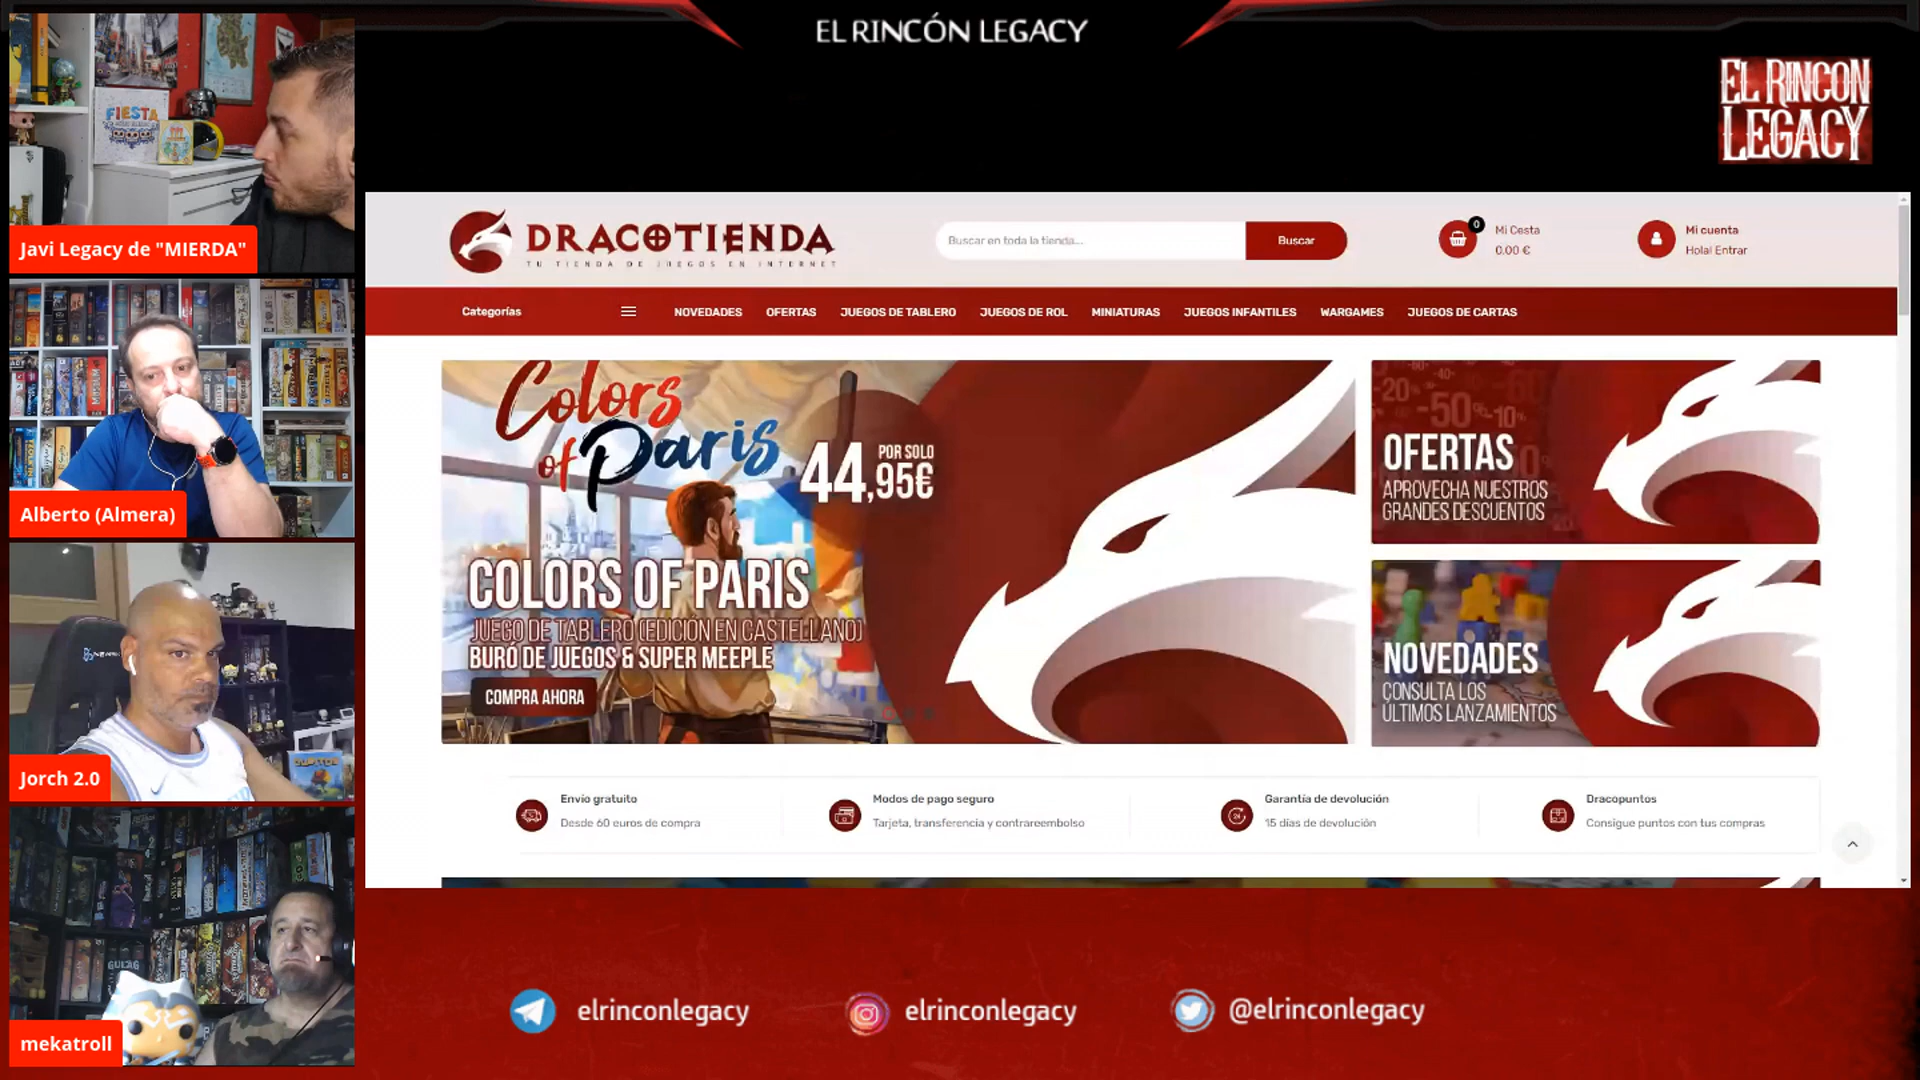 EL RINCÓN LEGACY
EL RINCON
LEGACY
FIESTA
Javi Legacy de "MIERDA"
Alberto (Almera)
Jorch 2.0
GULAG
mekatroll
DRACOTIENDA
TU TIENDA DE JUEGOS EN INTERNET
Buscar en toda la tienda...
Buscar
0
Mi Cesta
0.00 €
Mi cuenta
Hola! Entrar
Categorías
NOVEDADES
OFERTAS
JUEGOS DE TABLERO
JUEGOS DE ROL
MINIATURAS
JUEGOS INFANTILES
WARGAMES
JUEGOS DE CARTAS
Colors
of Paris
POR SOLO
44,95€
COLORS OF PARIS
JUEGO DE TABLERO (EDICIÓN EN CASTELLANO)
BURÓ DE JUEGOS & SUPER MEEPLE
COMPRA AHORA
-20%
-50%
-10%
OFERTAS
APROVECHA NUESTROS
GRANDES DESCUENTOS
NOVEDADES
CONSULTA LOS
ÚLTIMOS LANZAMIENTOS
Envío gratuito
Desde 60 euros de compra
Modos de pago seguro
Tarjeta, transferencia y contrareembolso
Garantía de devolución
15 días de devolución
Dracopuntos
Consigue puntos con tus compras
elrinconlegacy
elrinconlegacy
@elrinconlegacy